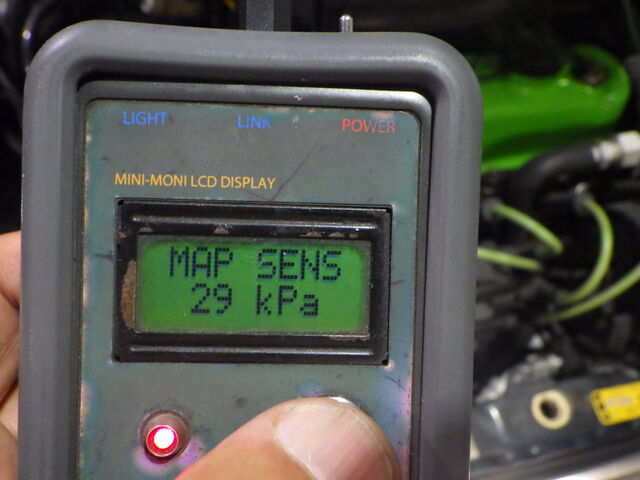 LIGHT LINK POWER
MINI-MONI LCD DISPLAY
MAP SENS
29 kPa